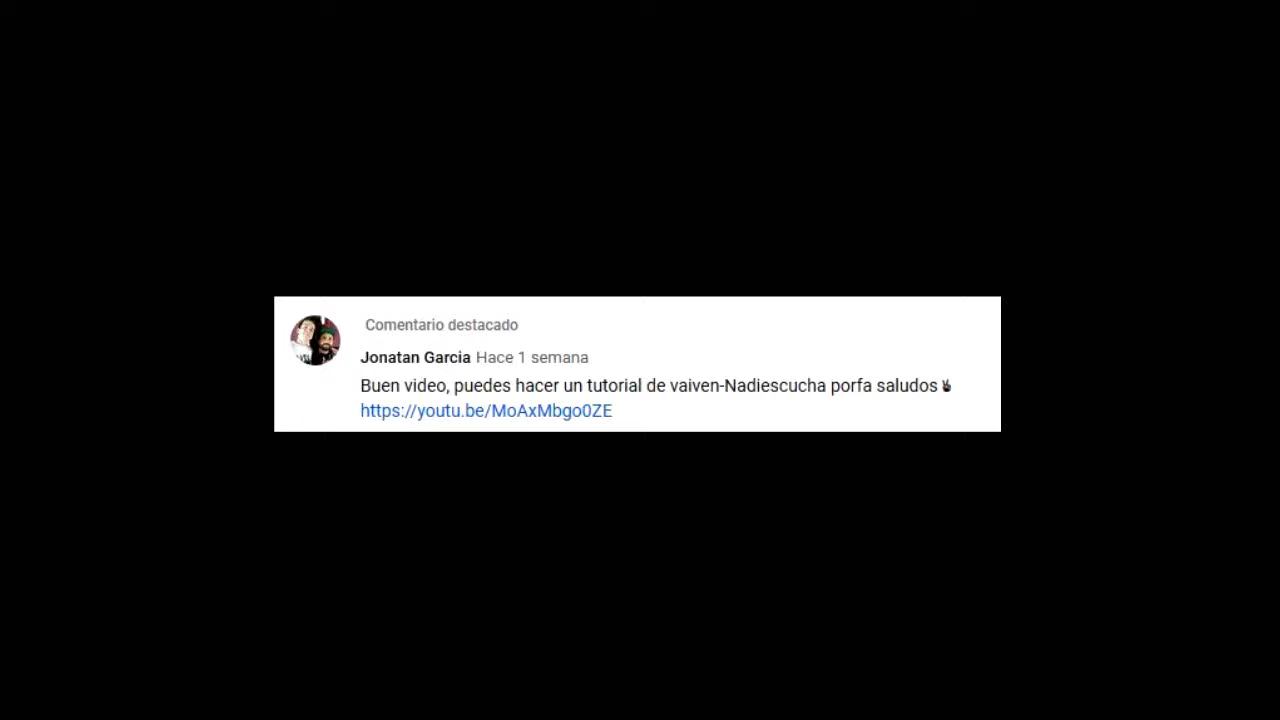 Comentario destacado
Jonatan Garcia Hace 1 semana
Buen video, puedes hacer un tutorial de vaiven-Nadiescucha porfa saludos✌
https://youtu.be/MoAxMbgo0ZE